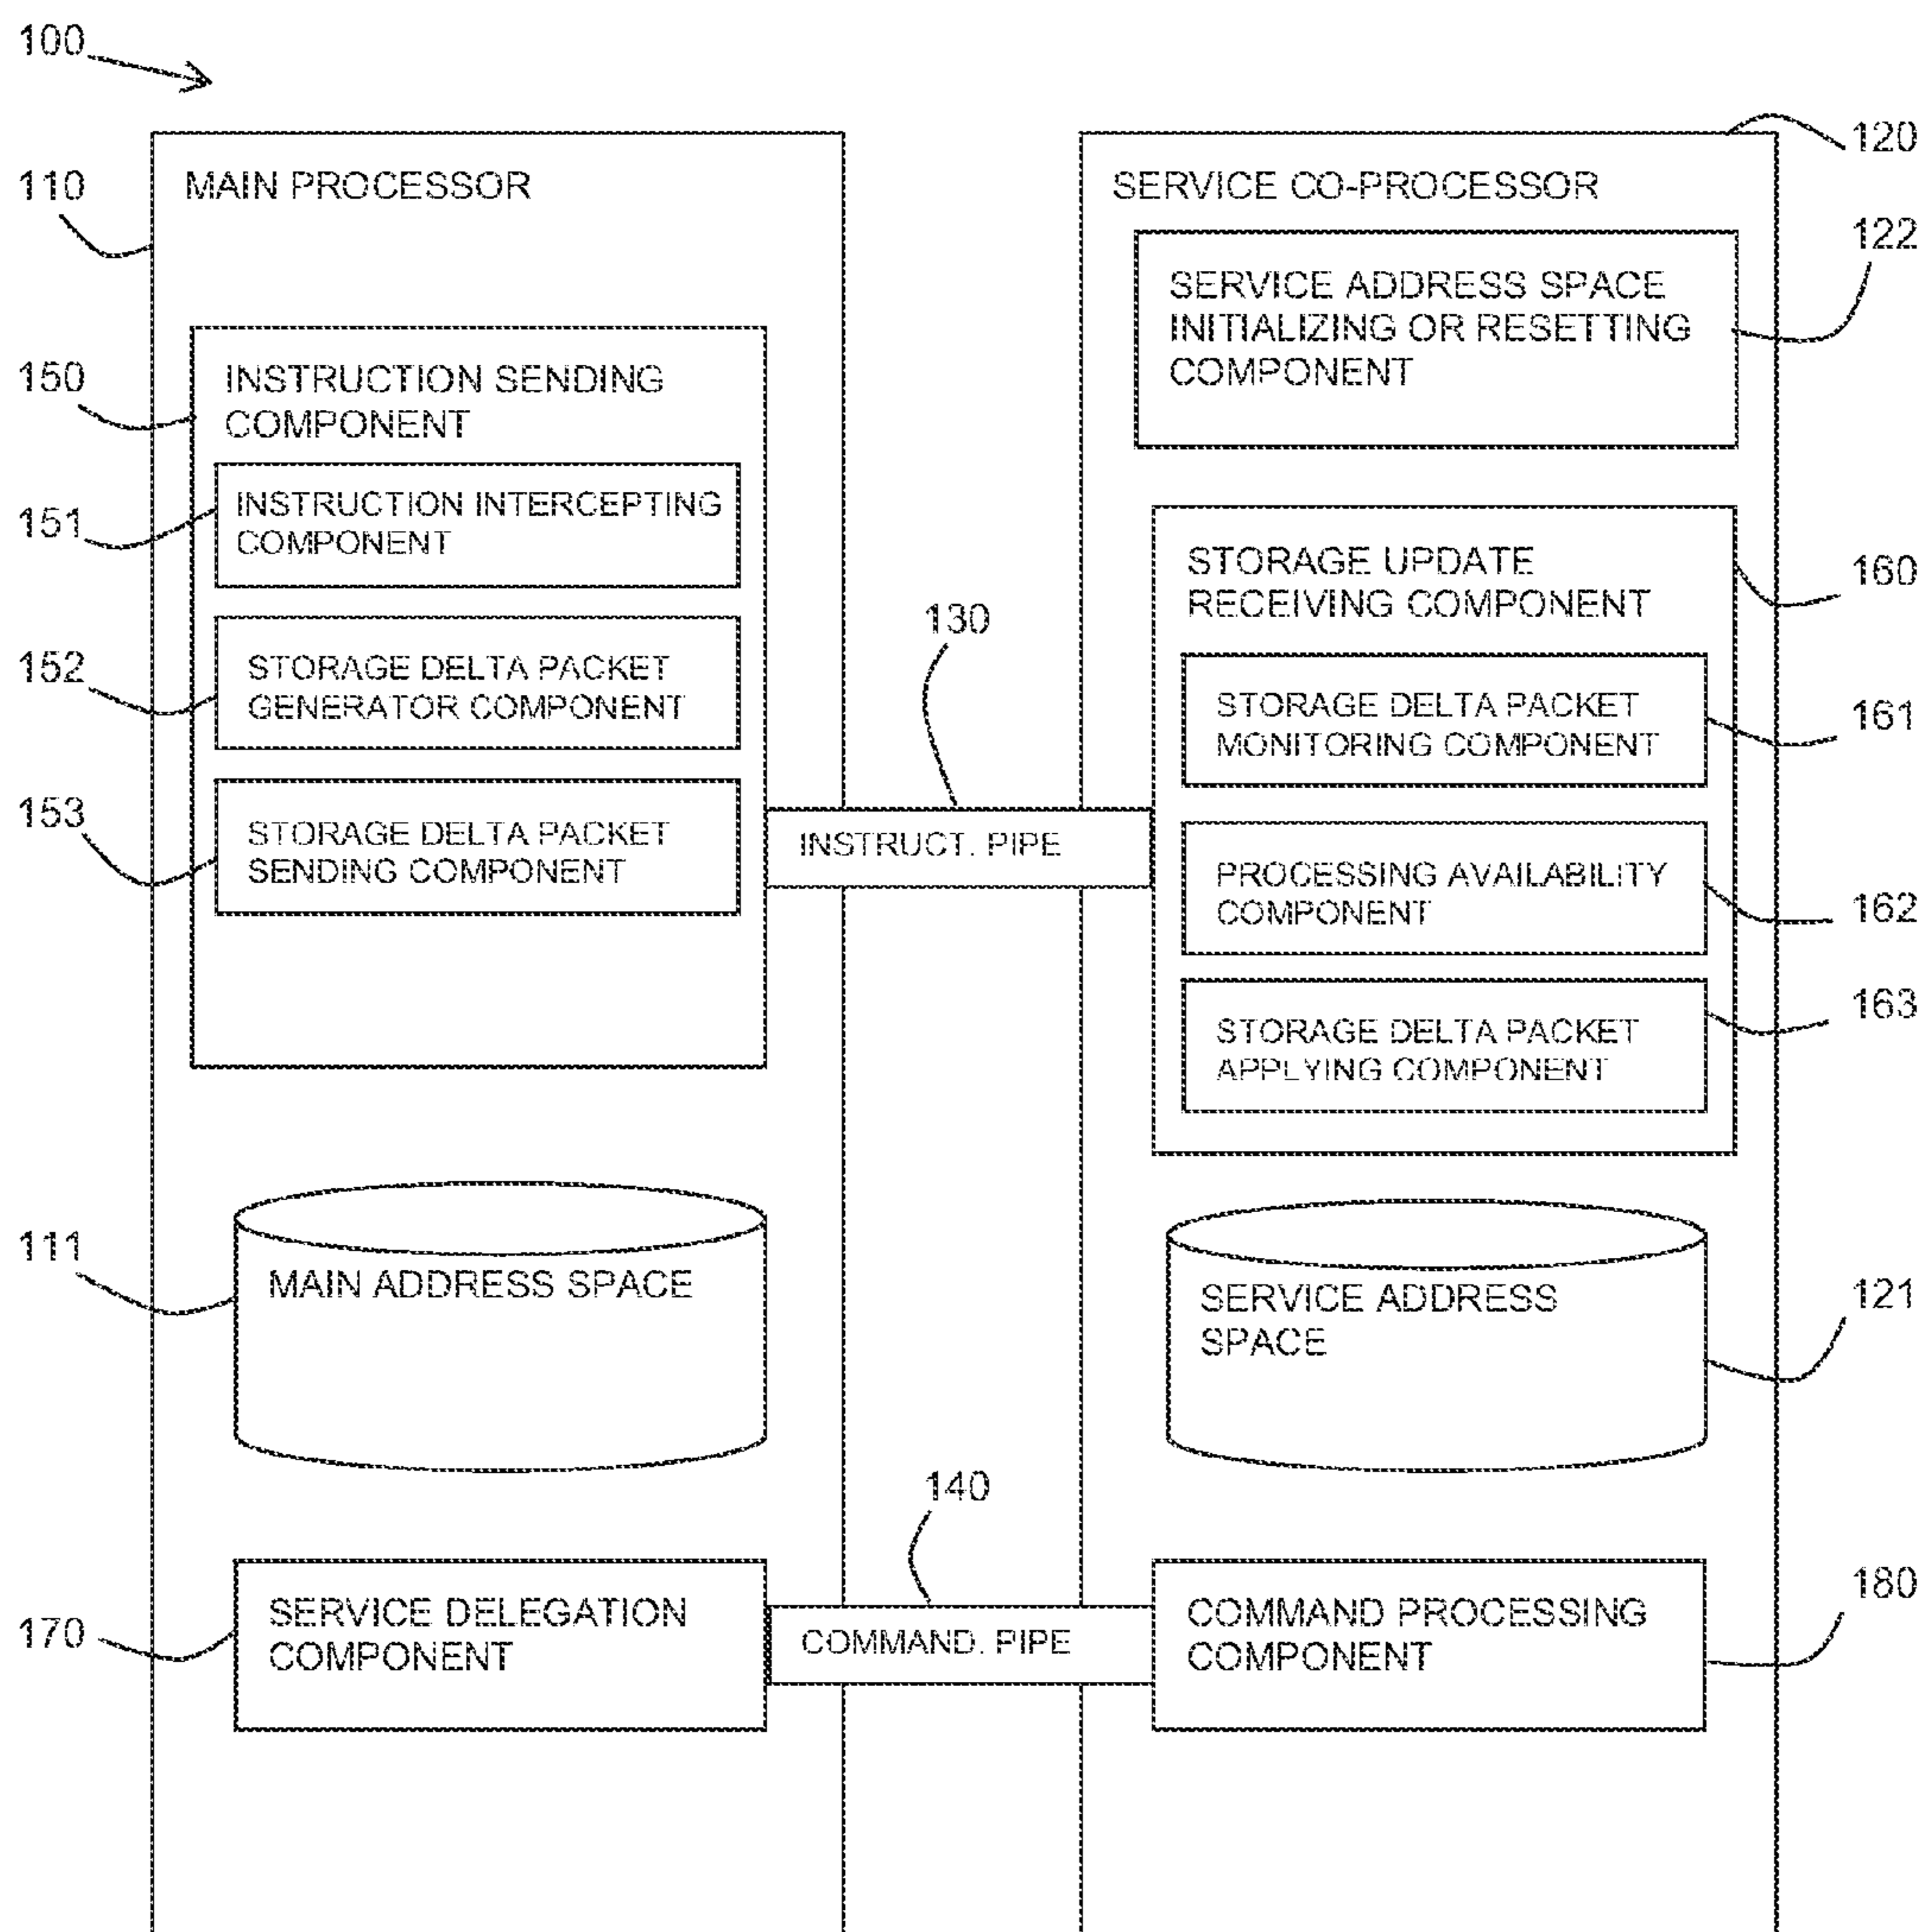 100
110
MAIN PROCESSOR
150
INSTRUCTION SENDING
COMPONENT
151
INSTRUCTION INTERCEPTING
COMPONENT
152
STORAGE DELTA PACKET
GENERATOR COMPONENT
153
STORAGE DELTA PACKET
SENDING COMPONENT
111
MAIN ADDRESS SPACE
170
SERVICE DELEGATION
COMPONENT
130
INSTRUCT. PIPE
140
COMMAND. PIPE
120
SERVICE CO-PROCESSOR
122
SERVICE ADDRESS SPACE
INITIALIZING OR RESETTING
COMPONENT
160
STORAGE UPDATE
RECEIVING COMPONENT
161
STORAGE DELTA PACKET
MONITORING COMPONENT
162
PROCESSING AVAILABILITY
COMPONENT
163
STORAGE DELTA PACKET
APPLYING COMPONENT
121
SERVICE ADDRESS
SPACE
180
COMMAND PROCESSING
COMPONENT